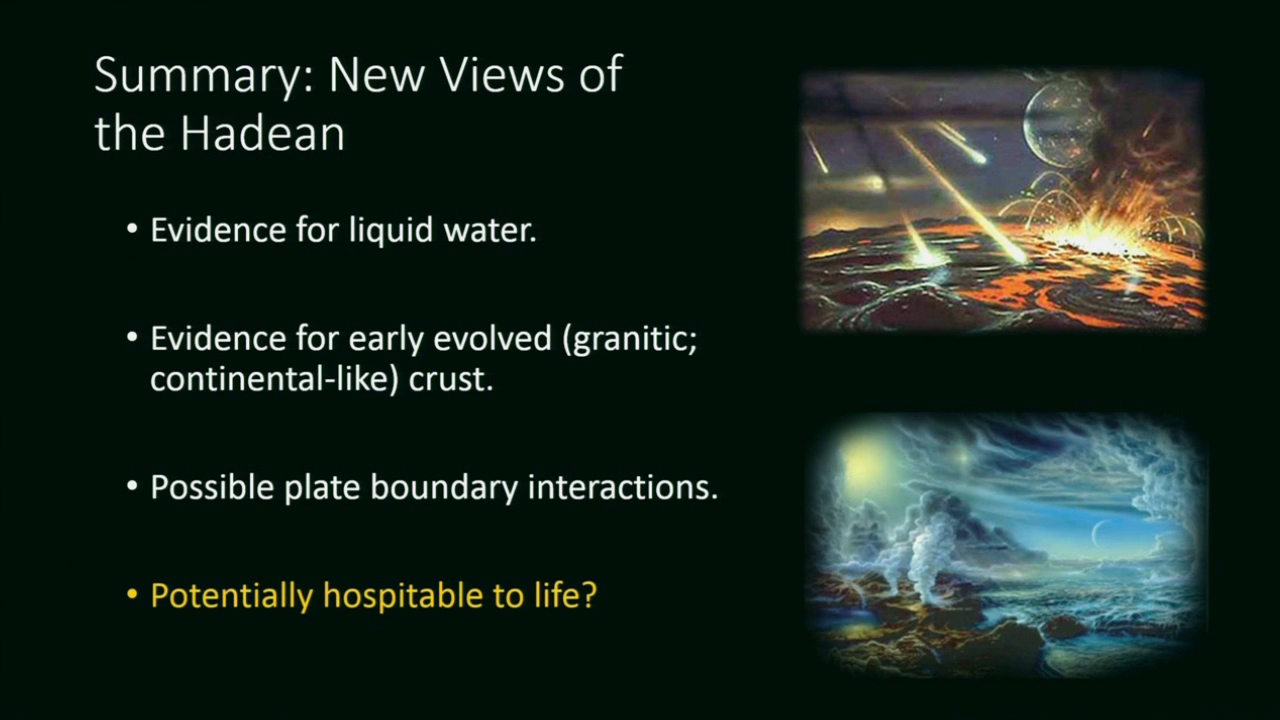 Summary: New Views of
the Hadean
• Evidence for liquid water.
• Evidence for early evolved (granitic;
continental-like) crust.
• Possible plate boundary interactions.
• Potentially hospitable to life?